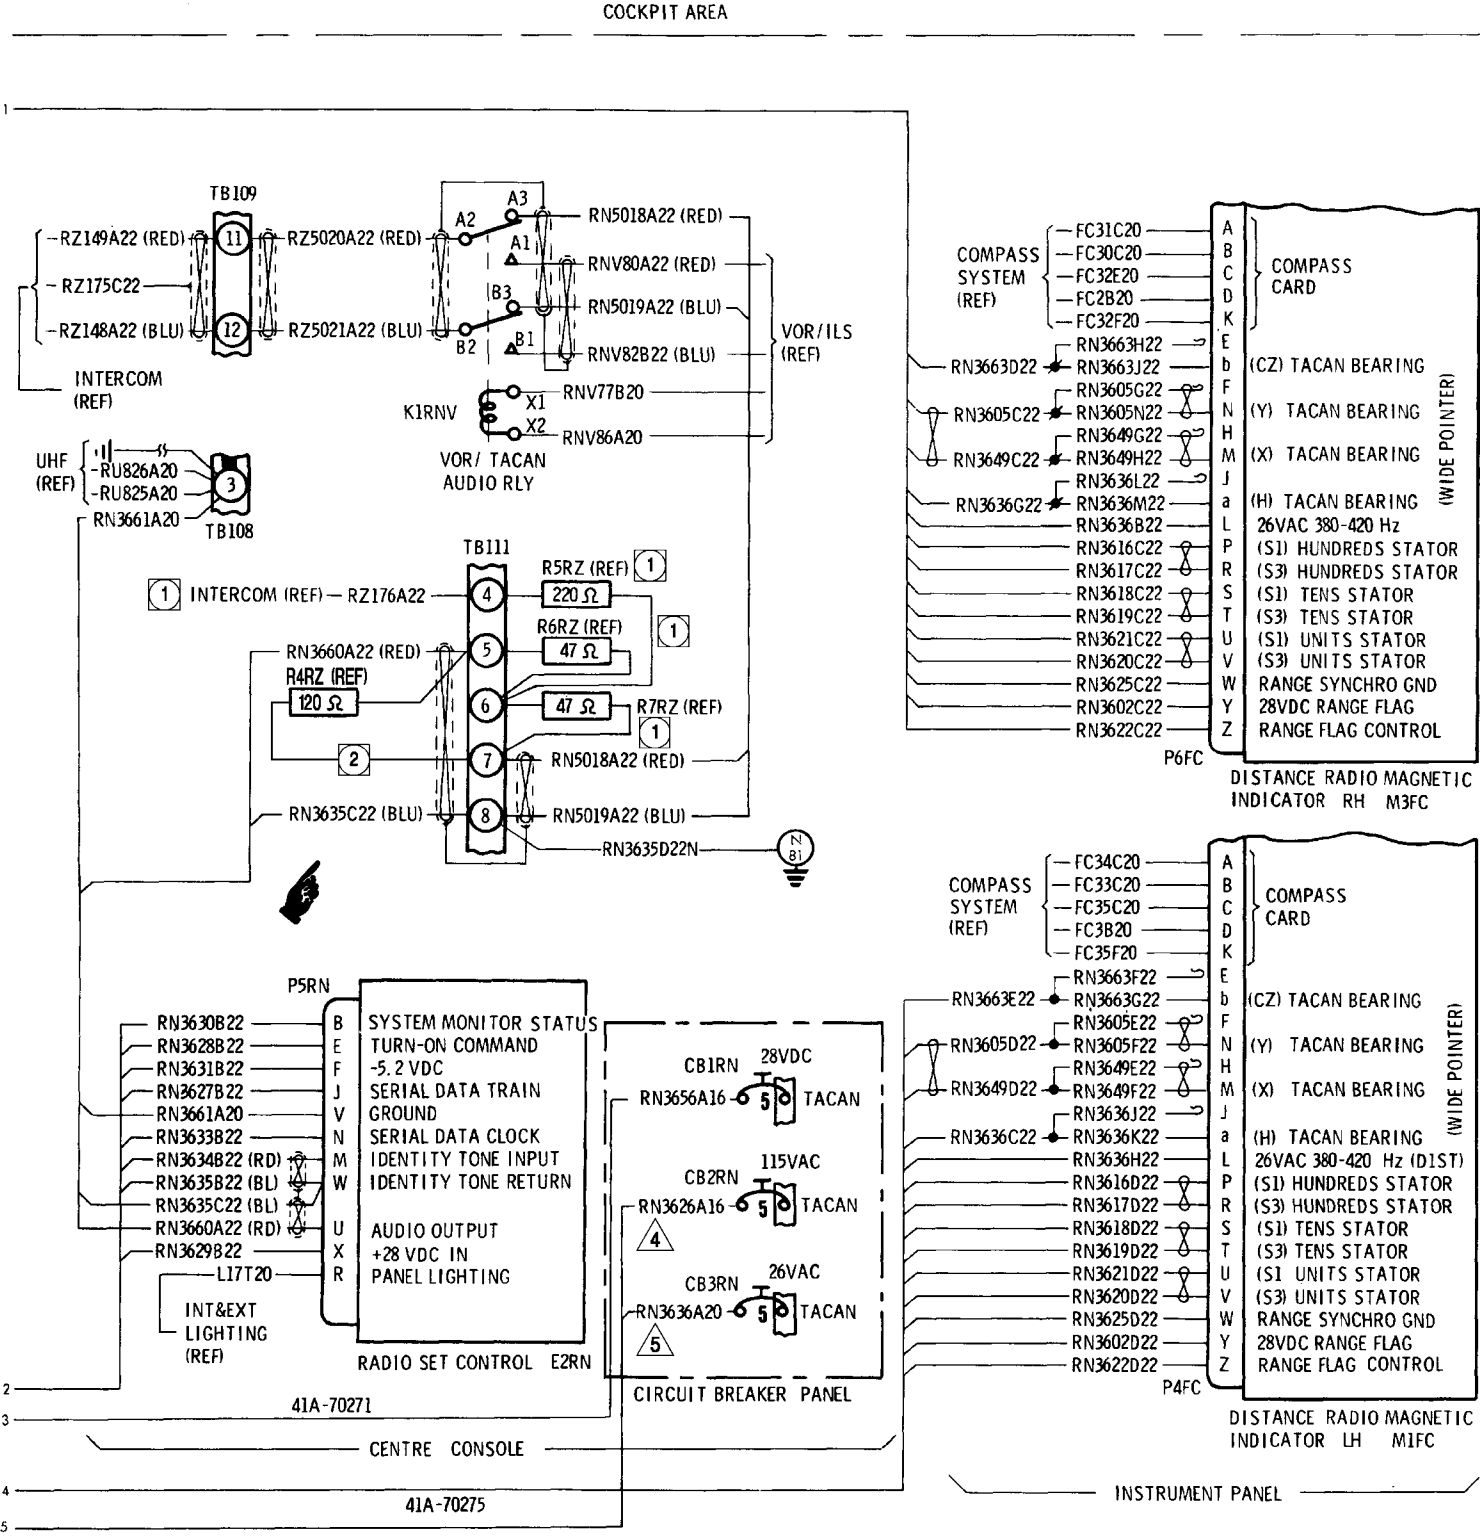 COCKPIT AREA
1
TB109
RZ149A22 (RED)
11
RZ5020A22 (RED)
A2
A3
RN5018A22 (RED)
A1
RNV80A22 (RED)
RZ175C22
B3
RN5019A22 (BLU)
RZ148A22 (BLU)
12
RZ5021A22 (BLU)
B2
B1
RNV82B22 (BLU)
VOR/ILS
(REF)
INTERCOM
(REF)
K1RNV
X1
RNV77B20
X2
RNV86A20
VOR/ TACAN
AUDIO RLY
UHF
(REF)
RU826A20
RU825A20
RN3661A20
3
TB108
TB111
1 INTERCOM (REF) RZ176A22
4
R5RZ (REF) 1
220 Ω
R6RZ (REF) 1
RN3660A22 (RED)
5
47 Ω
R4RZ (REF)
120 Ω
6
47 Ω
R7RZ (REF)
1
2
7
RN5018A22 (RED)
RN3635C22 (BLU)
8
RN5019A22 (BLU)
RN3635D22N
N
81
COMPASS
SYSTEM
(REF)
FC31C20 A
FC30C20 B
FC32E20 C
FC2B20 D
FC32F20 K
COMPASS
CARD
RN3663H22 E
RN3663D22 RN3663J22 b (CZ) TACAN BEARING
RN3605G22 F
RN3605C22 RN3605N22 N (Y) TACAN BEARING
RN3649G22 H
RN3649C22 RN3649H22 M (X) TACAN BEARING
RN3636L22 J
RN3636G22 RN3636M22 a (H) TACAN BEARING
(WIDE POINTER)
RN3636B22 L 26VAC 380-420 Hz
RN3616C22 P (S1) HUNDREDS STATOR
RN3617C22 R (S3) HUNDREDS STATOR
RN3618C22 S (S1) TENS STATOR
RN3619C22 T (S3) TENS STATOR
RN3621C22 U (S1) UNITS STATOR
RN3620C22 V (S3) UNITS STATOR
RN3625C22 W RANGE SYNCHRO GND
RN3602C22 Y 28VDC RANGE FLAG
RN3622C22 Z RANGE FLAG CONTROL
P6FC
DISTANCE RADIO MAGNETIC
INDICATOR RH M3FC
COMPASS
SYSTEM
(REF)
FC34C20 A
FC33C20 B
FC35C20 C
FC3B20 D
FC35F20 K
COMPASS
CARD
RN3663F22 E
RN3663E22 RN3663G22 b (CZ) TACAN BEARING
RN3605E22 F
RN3605D22 RN3605F22 N (Y) TACAN BEARING
RN3649E22 H
RN3649D22 RN3649F22 M (X) TACAN BEARING
RN3636J22 J
RN3636C22 RN3636K22 a (H) TACAN BEARING
(WIDE POINTER)
RN3636H22 L 26VAC 380-420 Hz (D1ST)
RN3616D22 P (S1) HUNDREDS STATOR
RN3617D22 R (S3) HUNDREDS STATOR
RN3618D22 S (S1) TENS STATOR
RN3619D22 T (S3) TENS STATOR
RN3621D22 U (S1 UNITS STATOR
RN3620D22 V (S3) UNITS STATOR
RN3625D22 W RANGE SYNCHRO GND
RN3602D22 Y 28VDC RANGE FLAG
RN3622D22 Z RANGE FLAG CONTROL
P4FC
DISTANCE RADIO MAGNETIC
INDICATOR LH M1FC
INSTRUMENT PANEL
P5RN
RN3630B22 B SYSTEM MONITOR STATUS
RN3628B22 E TURN-ON COMMAND
RN3631B22 F -5.2 VDC
RN3627B22 J SERIAL DATA TRAIN
RN3661A20 V GROUND
RN3633B22 N SERIAL DATA CLOCK
RN3634B22 (RD) M IDENTITY TONE INPUT
RN3635B22 (BL) W IDENTITY TONE RETURN
RN3635C22 (BL)
RN3660A22 (RD) U AUDIO OUTPUT
RN3629B22 X +28 VDC IN
L17T20 R PANEL LIGHTING
INT&EXT
LIGHTING
(REF)
RADIO SET CONTROL E2RN
CB1RN 28VDC
RN3656A16 5 TACAN
CB2RN 115VAC
RN3626A16 5 TACAN
4
CB3RN 26VAC
RN3636A20 5 TACAN
5
CIRCUIT BREAKER PANEL
2
41A-70271
3
CENTRE CONSOLE
4
41A-70275
5